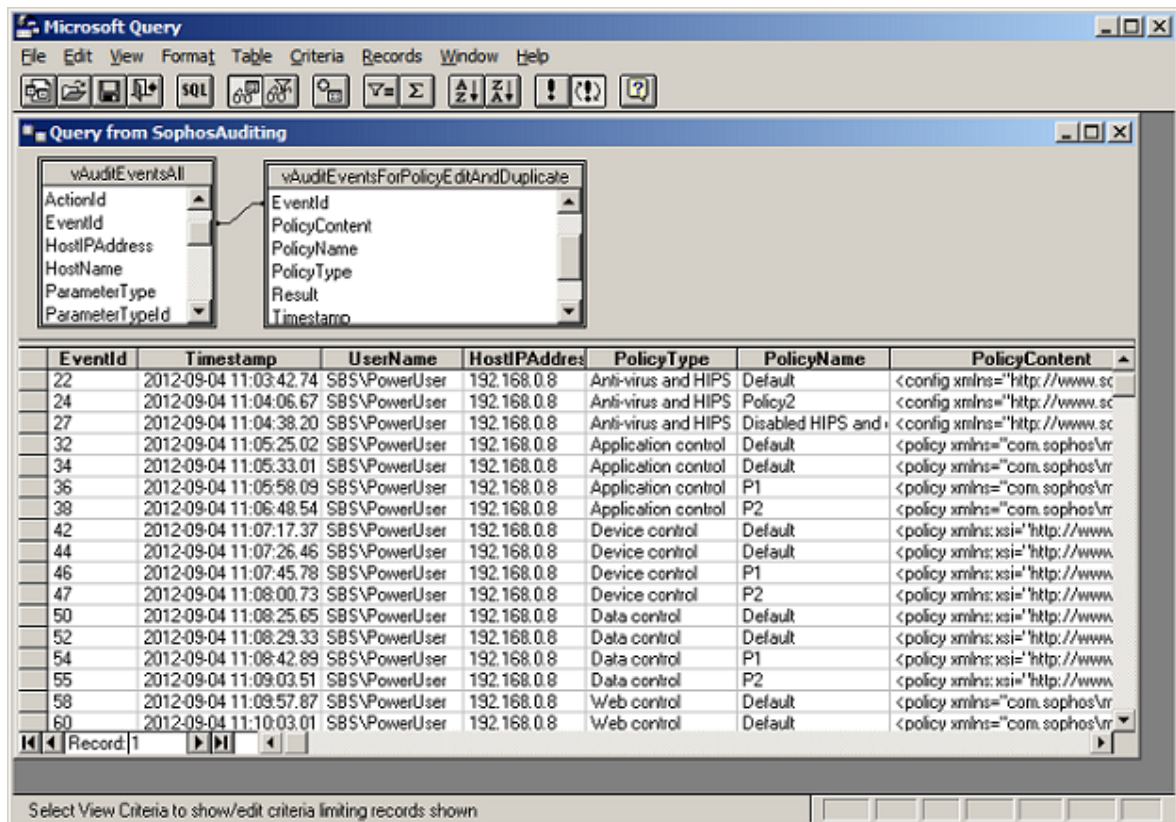 Microsoft Query
File Edit View Format Table Criteria Records Window Help
SQL
Query from SophosAuditing
vAuditEventsAll
ActionId
EventId
HostIPAddress
HostName
ParameterType
ParameterTypeId
vAuditEventsForPolicyEditAndDuplicate
EventId
PolicyContent
PolicyName
PolicyType
Result
Timestamp
EventId Timestamp UserName HostIPAddres PolicyType PolicyName PolicyContent
22 2012-09-04 11:03:42.74 SBS\PowerUser 192.168.0.8 Anti-virus and HIPS Default <config xmlns="http://www.so
24 2012-09-04 11:04:06.67 SBS\PowerUser 192.168.0.8 Anti-virus and HIPS Policy2 <config xmlns="http://www.so
27 2012-09-04 11:04:38.20 SBS\PowerUser 192.168.0.8 Anti-virus and HIPS Disabled HIPS and <config xmlns="http://www.so
32 2012-09-04 11:05:25.02 SBS\PowerUser 192.168.0.8 Application control Default <policy xmlns="com.sophos\m
34 2012-09-04 11:05:33.01 SBS\PowerUser 192.168.0.8 Application control Default <policy xmlns="com.sophos\m
36 2012-09-04 11:05:58.09 SBS\PowerUser 192.168.0.8 Application control P1 <policy xmlns="com.sophos\m
38 2012-09-04 11:06:48.54 SBS\PowerUser 192.168.0.8 Application control P2 <policy xmlns="com.sophos\m
42 2012-09-04 11:07:17.37 SBS\PowerUser 192.168.0.8 Device control Default <policy xmlns:xsi="http://www
44 2012-09-04 11:07:26.46 SBS\PowerUser 192.168.0.8 Device control Default <policy xmlns:xsi="http://www
46 2012-09-04 11:07:45.78 SBS\PowerUser 192.168.0.8 Device control P1 <policy xmlns:xsi="http://www
47 2012-09-04 11:08:00.73 SBS\PowerUser 192.168.0.8 Device control P2 <policy xmlns:xsi="http://www
50 2012-09-04 11:08:25.65 SBS\PowerUser 192.168.0.8 Data control Default <policy xmlns:xsi="http://www
52 2012-09-04 11:08:29.33 SBS\PowerUser 192.168.0.8 Data control Default <policy xmlns:xsi="http://www
54 2012-09-04 11:08:42.89 SBS\PowerUser 192.168.0.8 Data control P1 <policy xmlns:xsi="http://www
55 2012-09-04 11:09:03.51 SBS\PowerUser 192.168.0.8 Data control P2 <policy xmlns:xsi="http://www
58 2012-09-04 11:09:57.87 SBS\PowerUser 192.168.0.8 Web control Default <policy xmlns="com.sophos\m
60 2012-09-04 11:10:03.01 SBS\PowerUser 192.168.0.8 Web control Default <policy xmlns="com.sophos\m
Record: 1
Select View Criteria to show/edit criteria limiting records shown